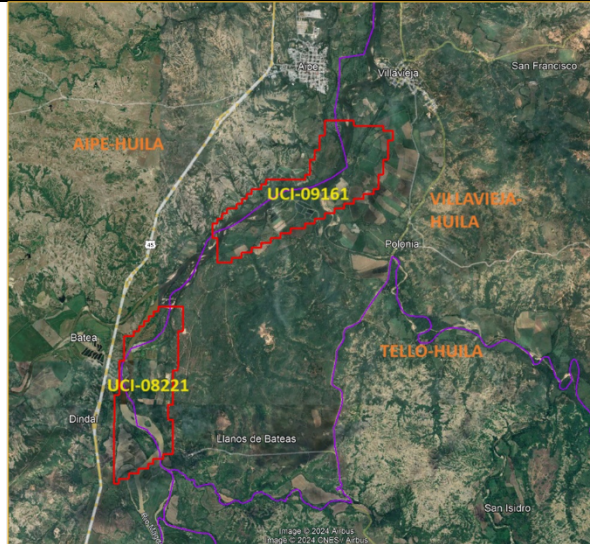 Aipe
Villavieja
San Francisco
AIPE-HUILA
UCI-09161
VILLAVIEJA-
HUILA
45
Polonia
Batea
TELLO-HUILA
UCI-08221
Dindal
Llanos de Bateas
San Isidro
Image © 2024 Airbus
Image © 2024 CNES / Airbus